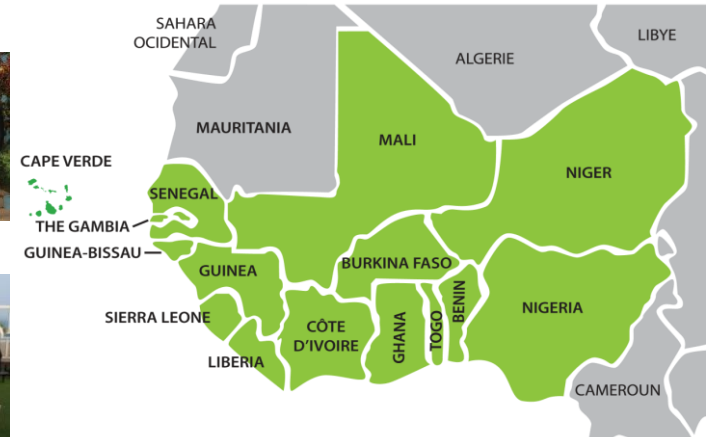 SAHARA
OCIDENTAL
LIBYE
ALGERIE
MAURITANIA
MALI
CAPE VERDE
NIGER
SENEGAL
THE GAMBIA
GUINEA-BISSAU
GUINEA
BURKINA FASO
SIERRA LEONE
CÔTE
D'IVOIRE
GHANA
TOGO
BENIN
NIGERIA
LIBERIA
CAMEROUN